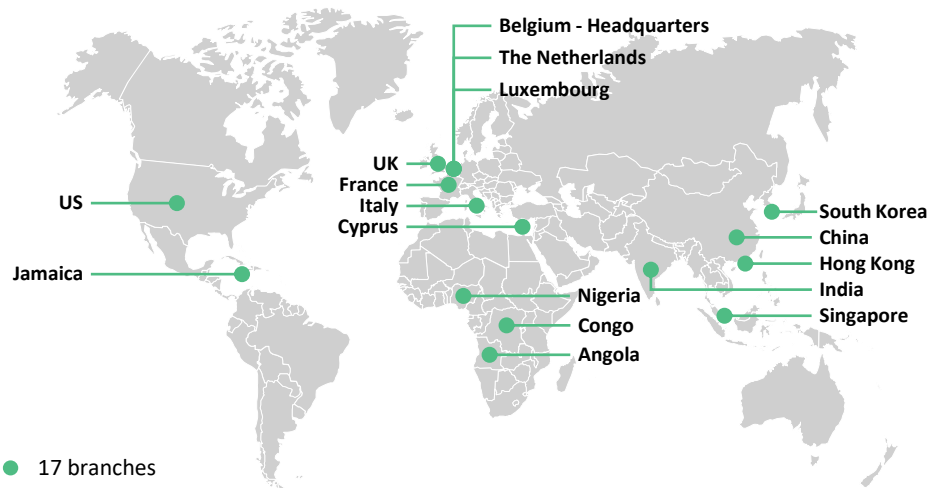 Belgium - Headquarters
The Netherlands
Luxembourg
UK
France
Italy
Cyprus
US
Jamaica
South Korea
China
Hong Kong
India
Singapore
Nigeria
Congo
Angola
17 branches